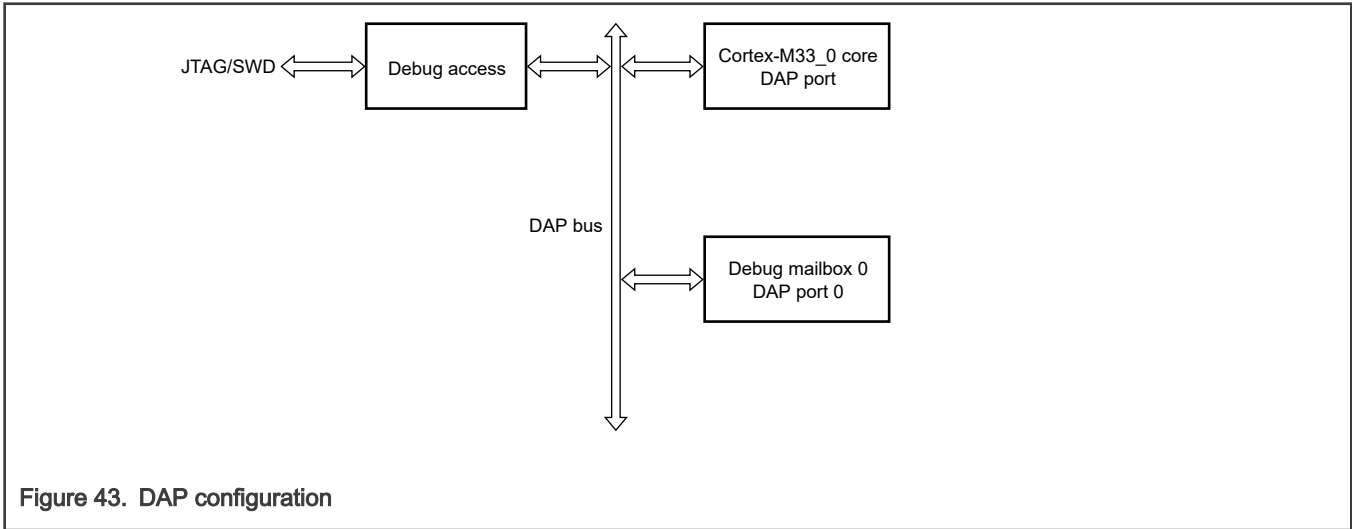 JTAG/SWD
Debug access
Cortex-M33_0 core
DAP port
DAP bus
Debug mailbox 0
DAP port 0
Figure 43. DAP configuration